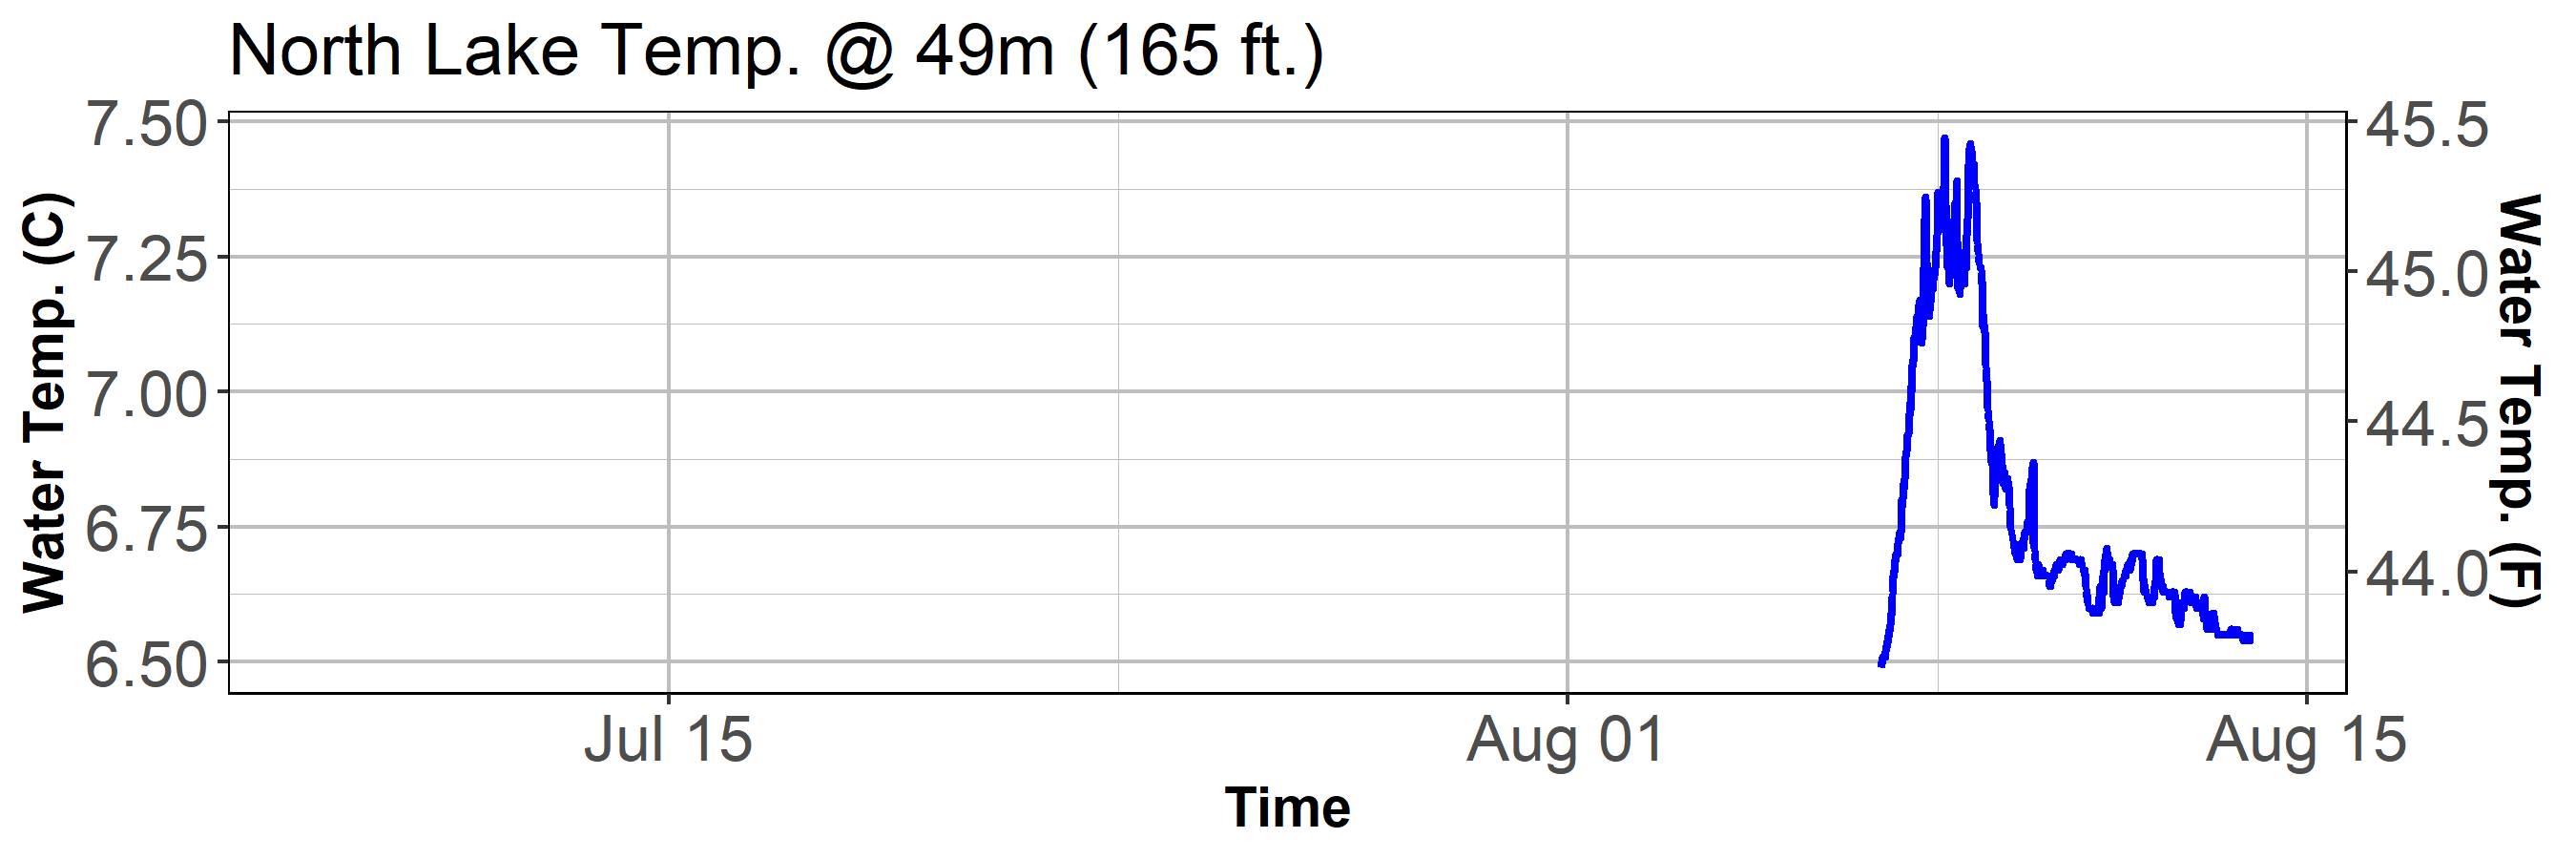 North Lake Temp. @ 49m (165 ft.)
7.50
7.25
7.00
6.75
6.50
Water Temp. (C)
45.5
45.0
44.5
44.0
Water Temp. (F)
Jul 15
Aug 01
Aug 15
Time